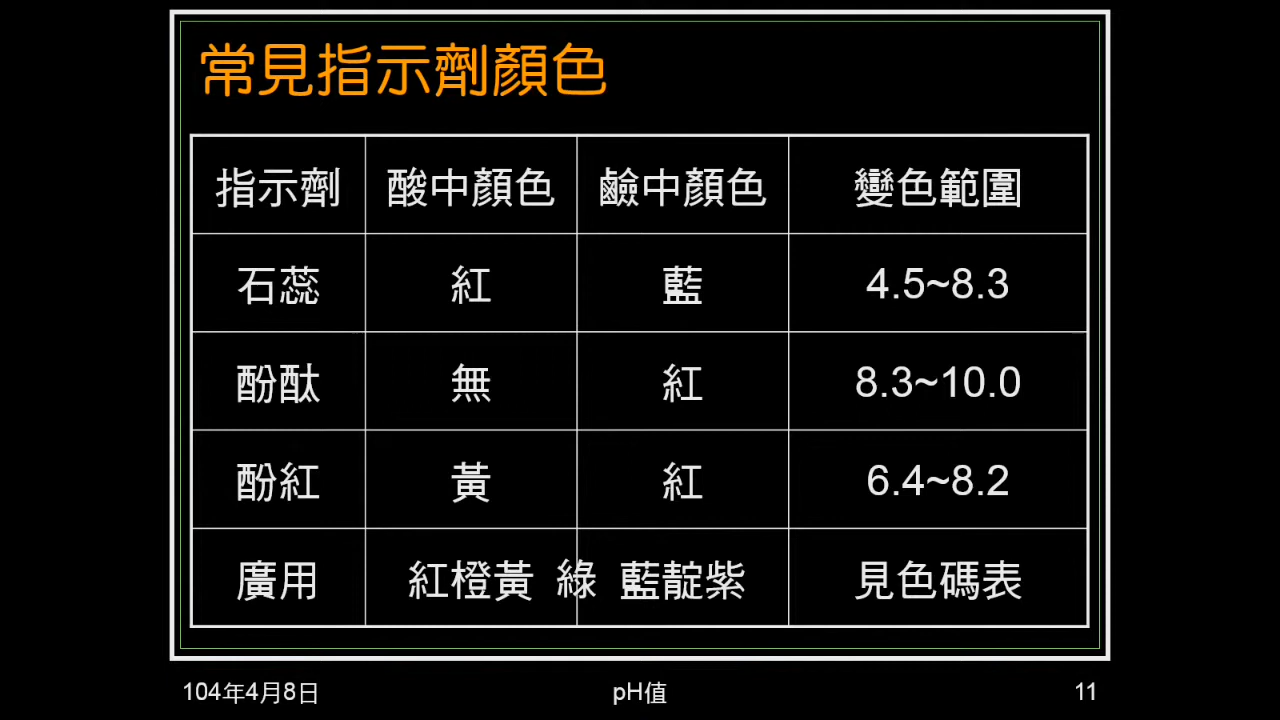 常見指示劑顏色
指示劑 酸中顏色 鹼中顏色 變色範圍
石蕊 紅 藍 4.5~8.3
酚酞 無 紅 8.3~10.0
酚紅 黃 紅 6.4~8.2
廣用 紅橙黃 綠 藍靛紫 見色碼表
104年4月8日 pH值 11